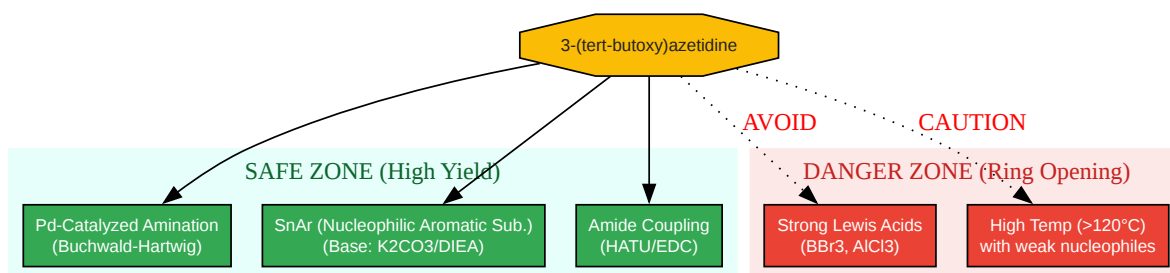 3-(tert-butoxy)azetidine
AVOID
CAUTION
SAFE ZONE (High Yield)
DANGER ZONE (Ring Opening)
Pd-Catalyzed Amination
(Buchwald-Hartwig)
SnAr (Nucleophilic Aromatic Sub.)
(Base: K2CO3/DIEA)
Amide Coupling
(HATU/EDC)
Strong Lewis Acids
(BBr3, AlCl3)
High Temp (>120°C)
with weak nucleophiles